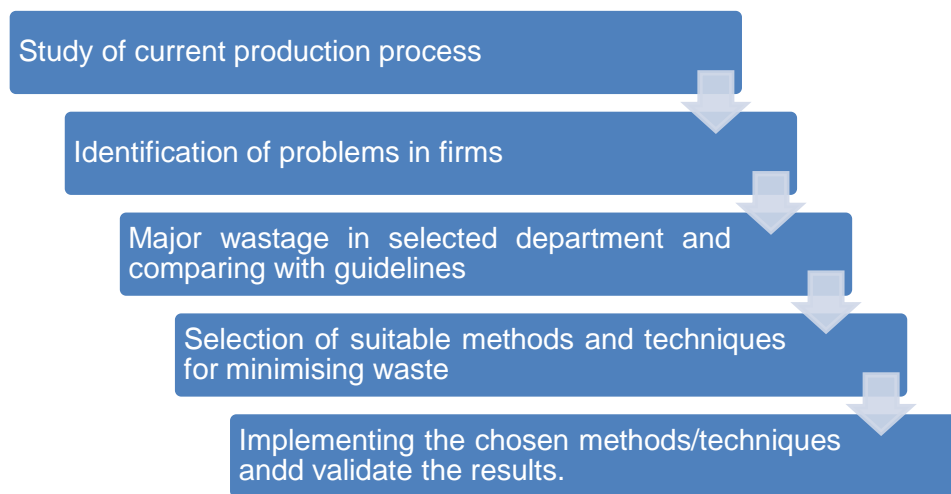 Study of current production process
Identification of problems in firms
Major wastage in selected department and
comparing with guidelines
Selection of suitable methods and techniques
for minimising waste
Implementing the chosen methods/techniques
andd validate the results.